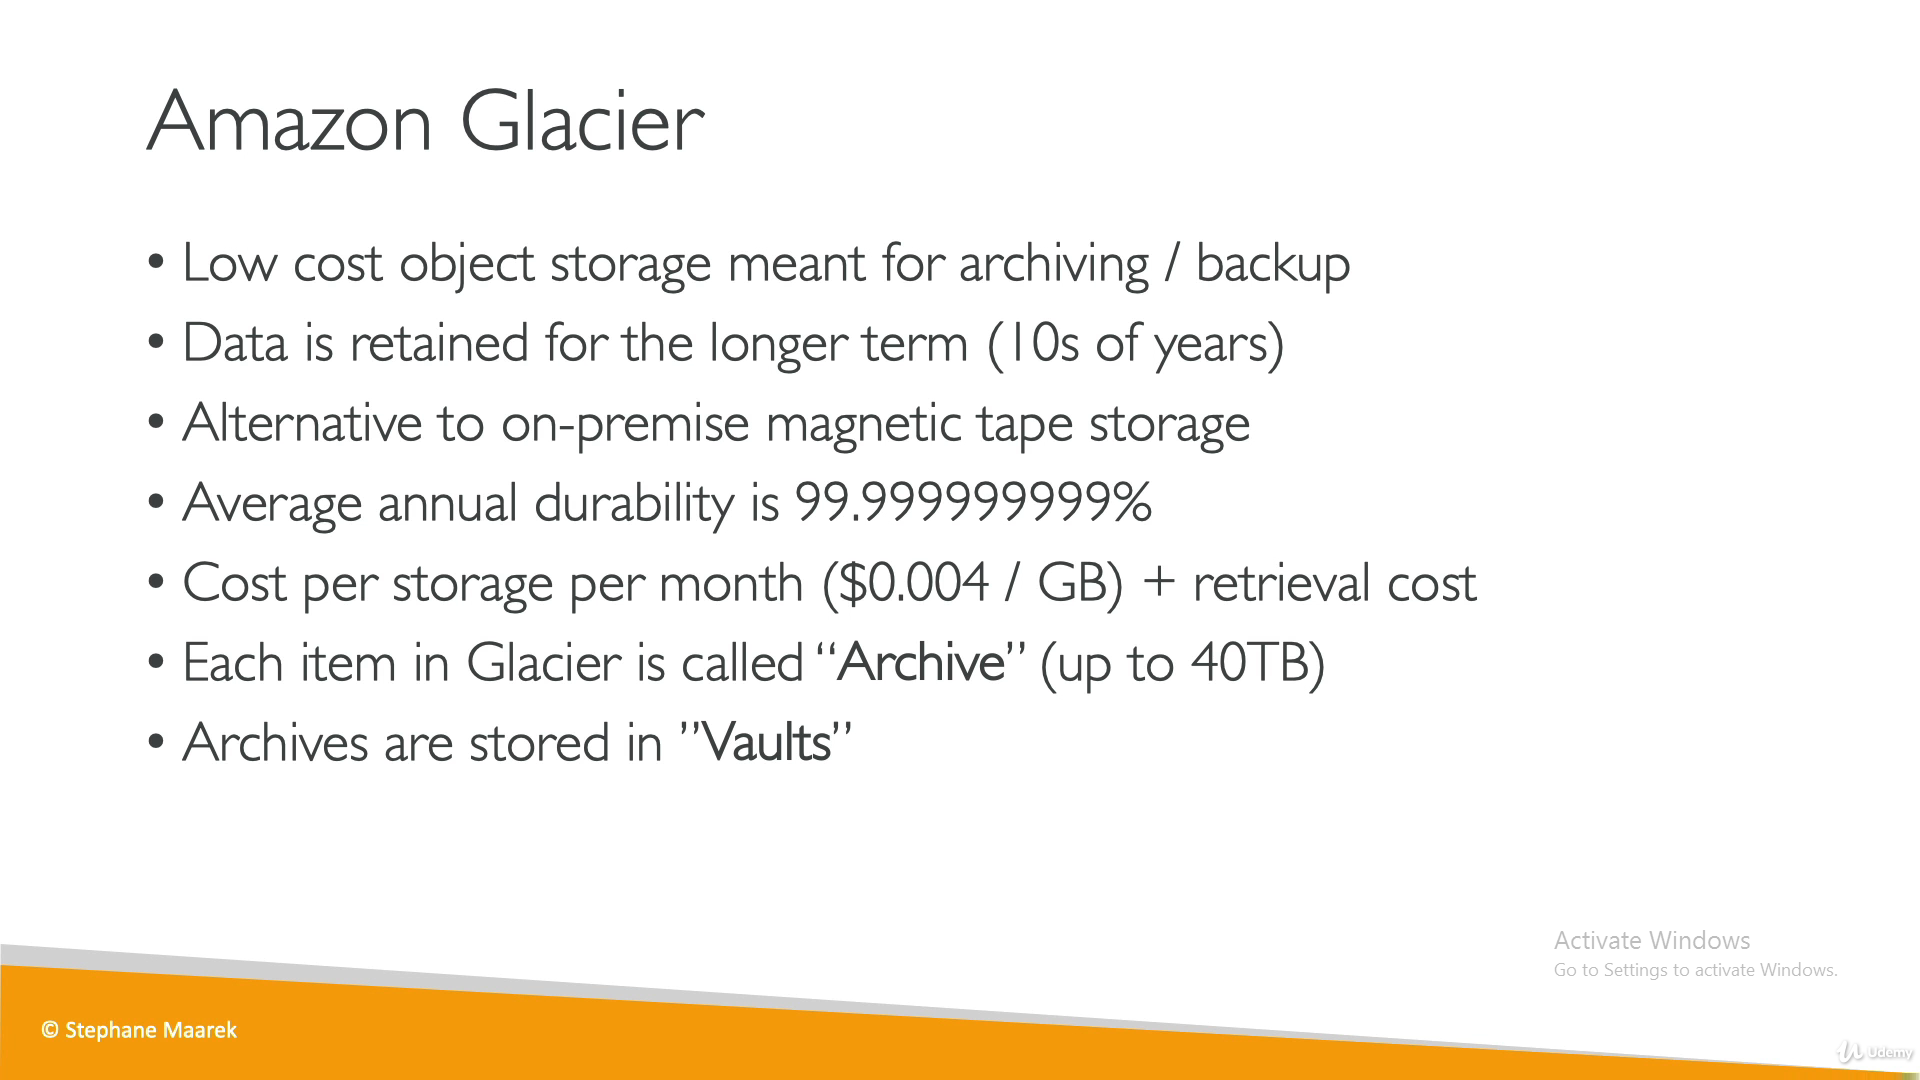 Amazon Glacier
• Low cost object storage meant for archiving / backup
• Data is retained for the longer term (10s of years)
• Alternative to on-premise magnetic tape storage
• Average annual durability is 99.999999999%
• Cost per storage per month ($0.004 / GB) + retrieval cost
• Each item in Glacier is called “Archive” (up to 40TB)
• Archives are stored in ”Vaults”
Activate Windows
Go to Settings to activate Windows.
© Stephane Maarek
Udemy